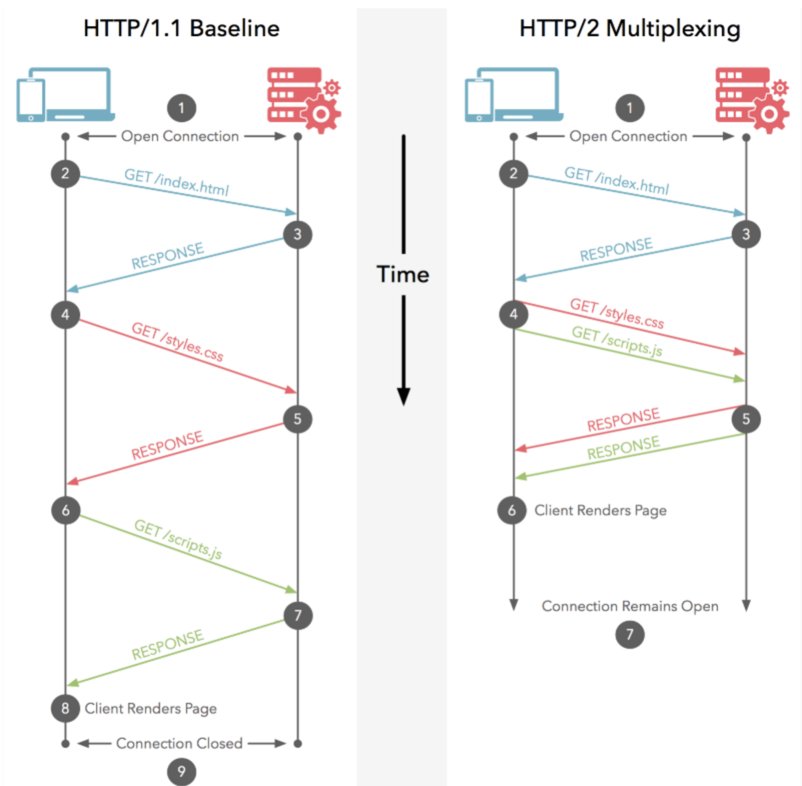 HTTP/1.1 Baseline
1
Open Connection
2
GET /index.html
3
RESPONSE
4
GET /styles.css
5
RESPONSE
6
GET /scripts.js
7
RESPONSE
8 Client Renders Page
Connection Closed
9
Time
HTTP/2 Multiplexing
1
Open Connection
2
GET /index.html
3
RESPONSE
4
GET /styles.css
GET /scripts.js
5
RESPONSE
RESPONSE
6 Client Renders Page
Connection Remains Open
7